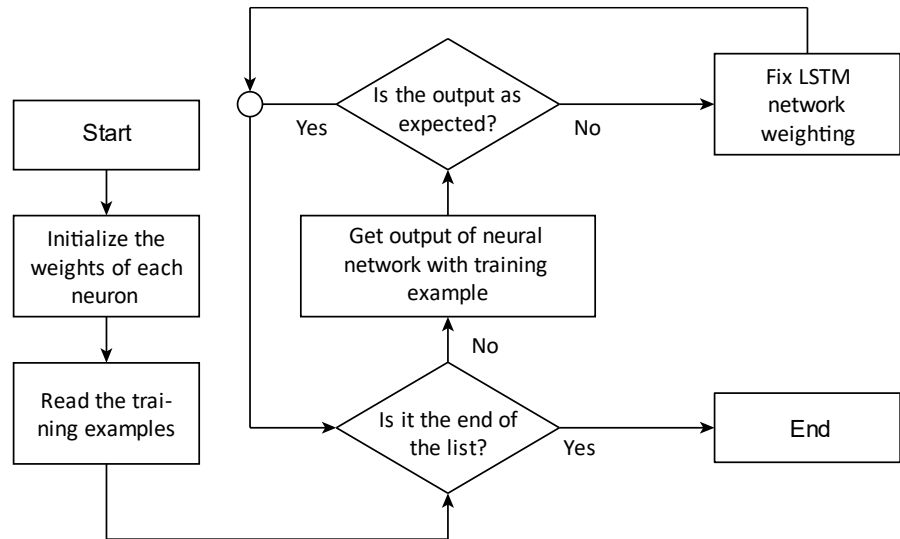 Start
Initialize the
weights of each
neuron
Read the trai-
ning examples
Is the output as
expected?
Yes
No
Fix LSTM
network
weighting
Get output of neural
network with training
example
No
Is it the end of
the list?
Yes
End